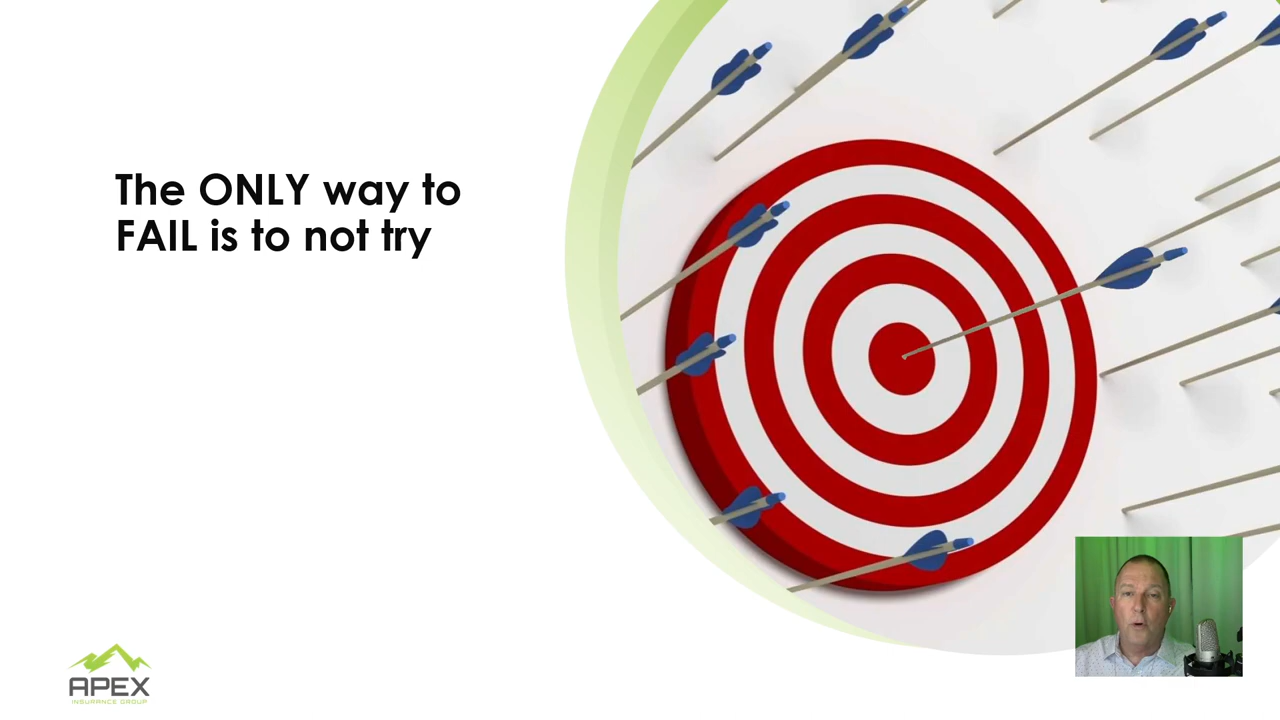 The ONLY way to
FAIL is to not try
APEX
INSURANCE GROUP